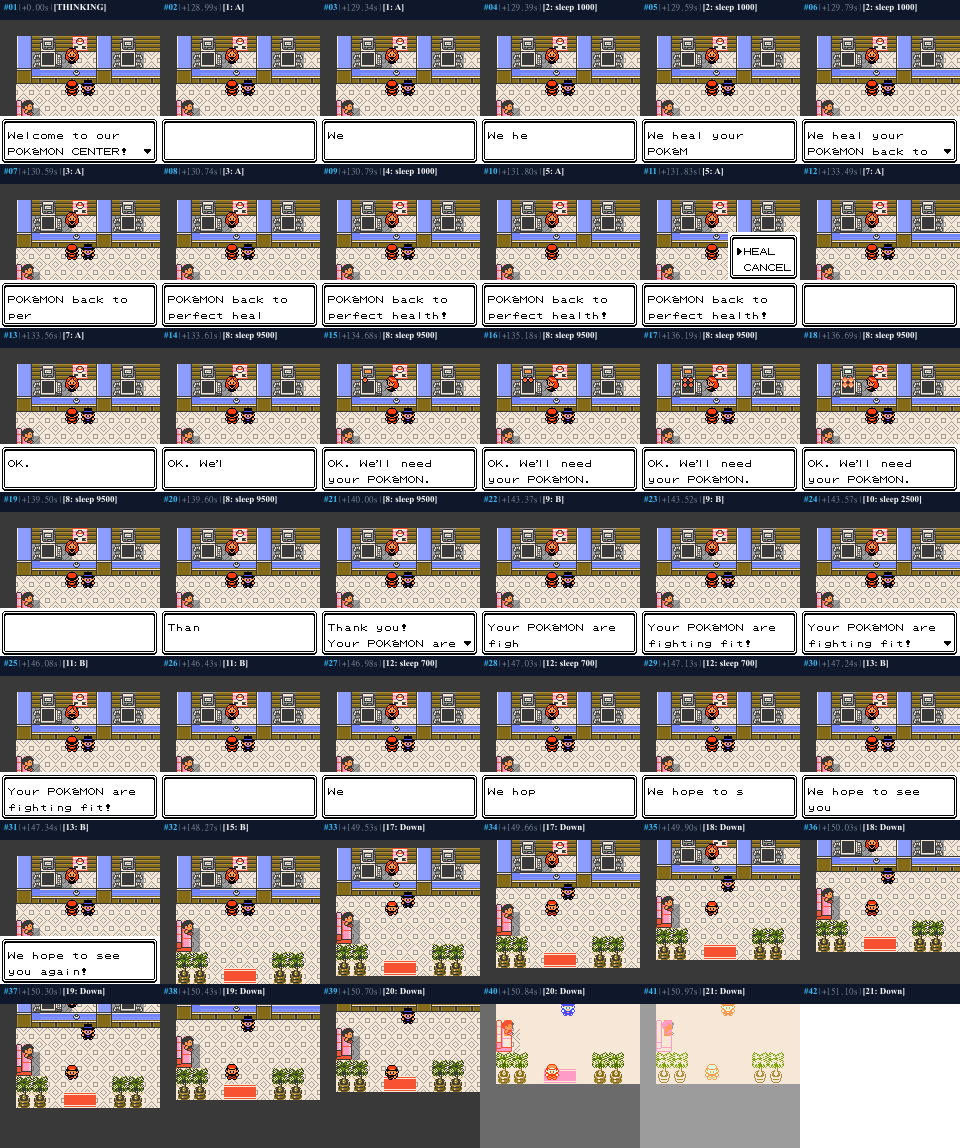 #01|+0.00s|[THINKING]
Welcome to our
POKéMON CENTER!
#02|+128.99s|[1: A]
#03|+129.34s|[1: A]
We
#04|+129.39s|[2: sleep 1000]
We he
#05|+129.59s|[2: sleep 1000]
We heal your
POKéM
#06|+129.79s|[2: sleep 1000]
We heal your
POKéMON back to
#07|+130.59s|[3: A]
POKéMON back to
per
#08|+130.74s|[3: A]
POKéMON back to
perfect heal
#09|+130.79s|[4: sleep 1000]
POKéMON back to
perfect health!
#10|+131.80s|[5: A]
POKéMON back to
perfect health!
#11|+131.83s|[5: A]
HEAL
CANCEL
POKéMON back to
perfect health!
#12|+133.49s|[7: A]
#13|+133.56s|[7: A]
OK.
#14|+133.61s|[8: sleep 9500]
OK. We'l
#15|+134.68s|[8: sleep 9500]
OK. We'll need
your POKéMON.
#16|+135.18s|[8: sleep 9500]
OK. We'll need
your POKéMON.
#17|+136.19s|[8: sleep 9500]
OK. We'll need
your POKéMON.
#18|+136.69s|[8: sleep 9500]
OK. We'll need
your POKéMON.
#19|+139.50s|[8: sleep 9500]
#20|+139.60s|[8: sleep 9500]
Than
#21|+140.00s|[8: sleep 9500]
Thank you!
Your POKéMON are
#22|+143.37s|[9: B]
Your POKéMON are
figh
#23|+143.52s|[9: B]
Your POKéMON are
fighting fit!
#24|+143.57s|[10: sleep 2500]
Your POKéMON are
fighting fit!
#25|+146.08s|[11: B]
Your POKéMON are
fighting fit!
#26|+146.43s|[11: B]
#27|+146.98s|[12: sleep 700]
We
#28|+147.03s|[12: sleep 700]
We hop
#29|+147.13s|[12: sleep 700]
We hope to s
#30|+147.24s|[13: B]
We hope to see
you
#31|+147.34s|[13: B]
We hope to see
you again!
#32|+148.27s|[15: B]
#33|+149.53s|[17: Down]
#34|+149.66s|[17: Down]
#35|+149.90s|[18: Down]
#36|+150.03s|[18: Down]
#37|+150.30s|[19: Down]
#38|+150.43s|[19: Down]
#39|+150.70s|[20: Down]
#40|+150.84s|[20: Down]
#41|+150.97s|[21: Down]
#42|+151.10s|[21: Down]